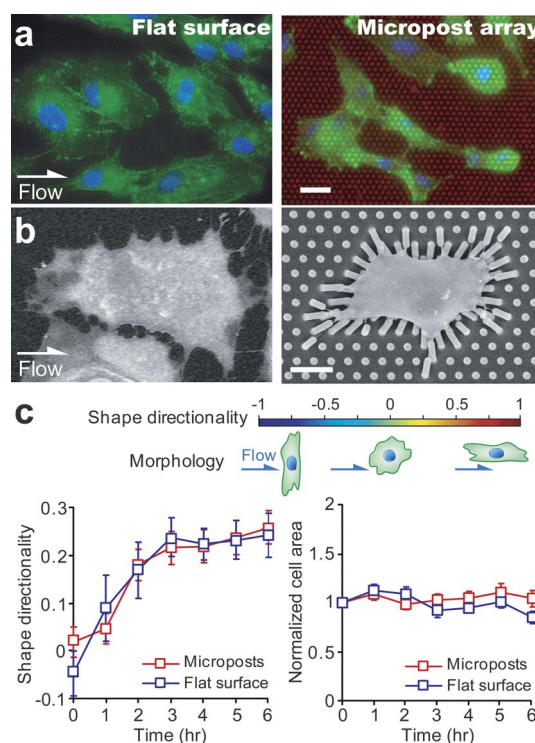 a
Flat surface
Micropost array
Flow
b
Flow
c
Shape directionality
-1 -0.5 0 0.5 1
Morphology
Flow
Shape directionality
0.3
0.2
0.1
0
-0.1
Microposts
Flat surface
0 1 2 3 4 5 6
Time (hr)
Normalized cell area
2
1.5
1
0.5
0
Microposts
Flat surface
0 1 2 3 4 5 6
Time (hr)